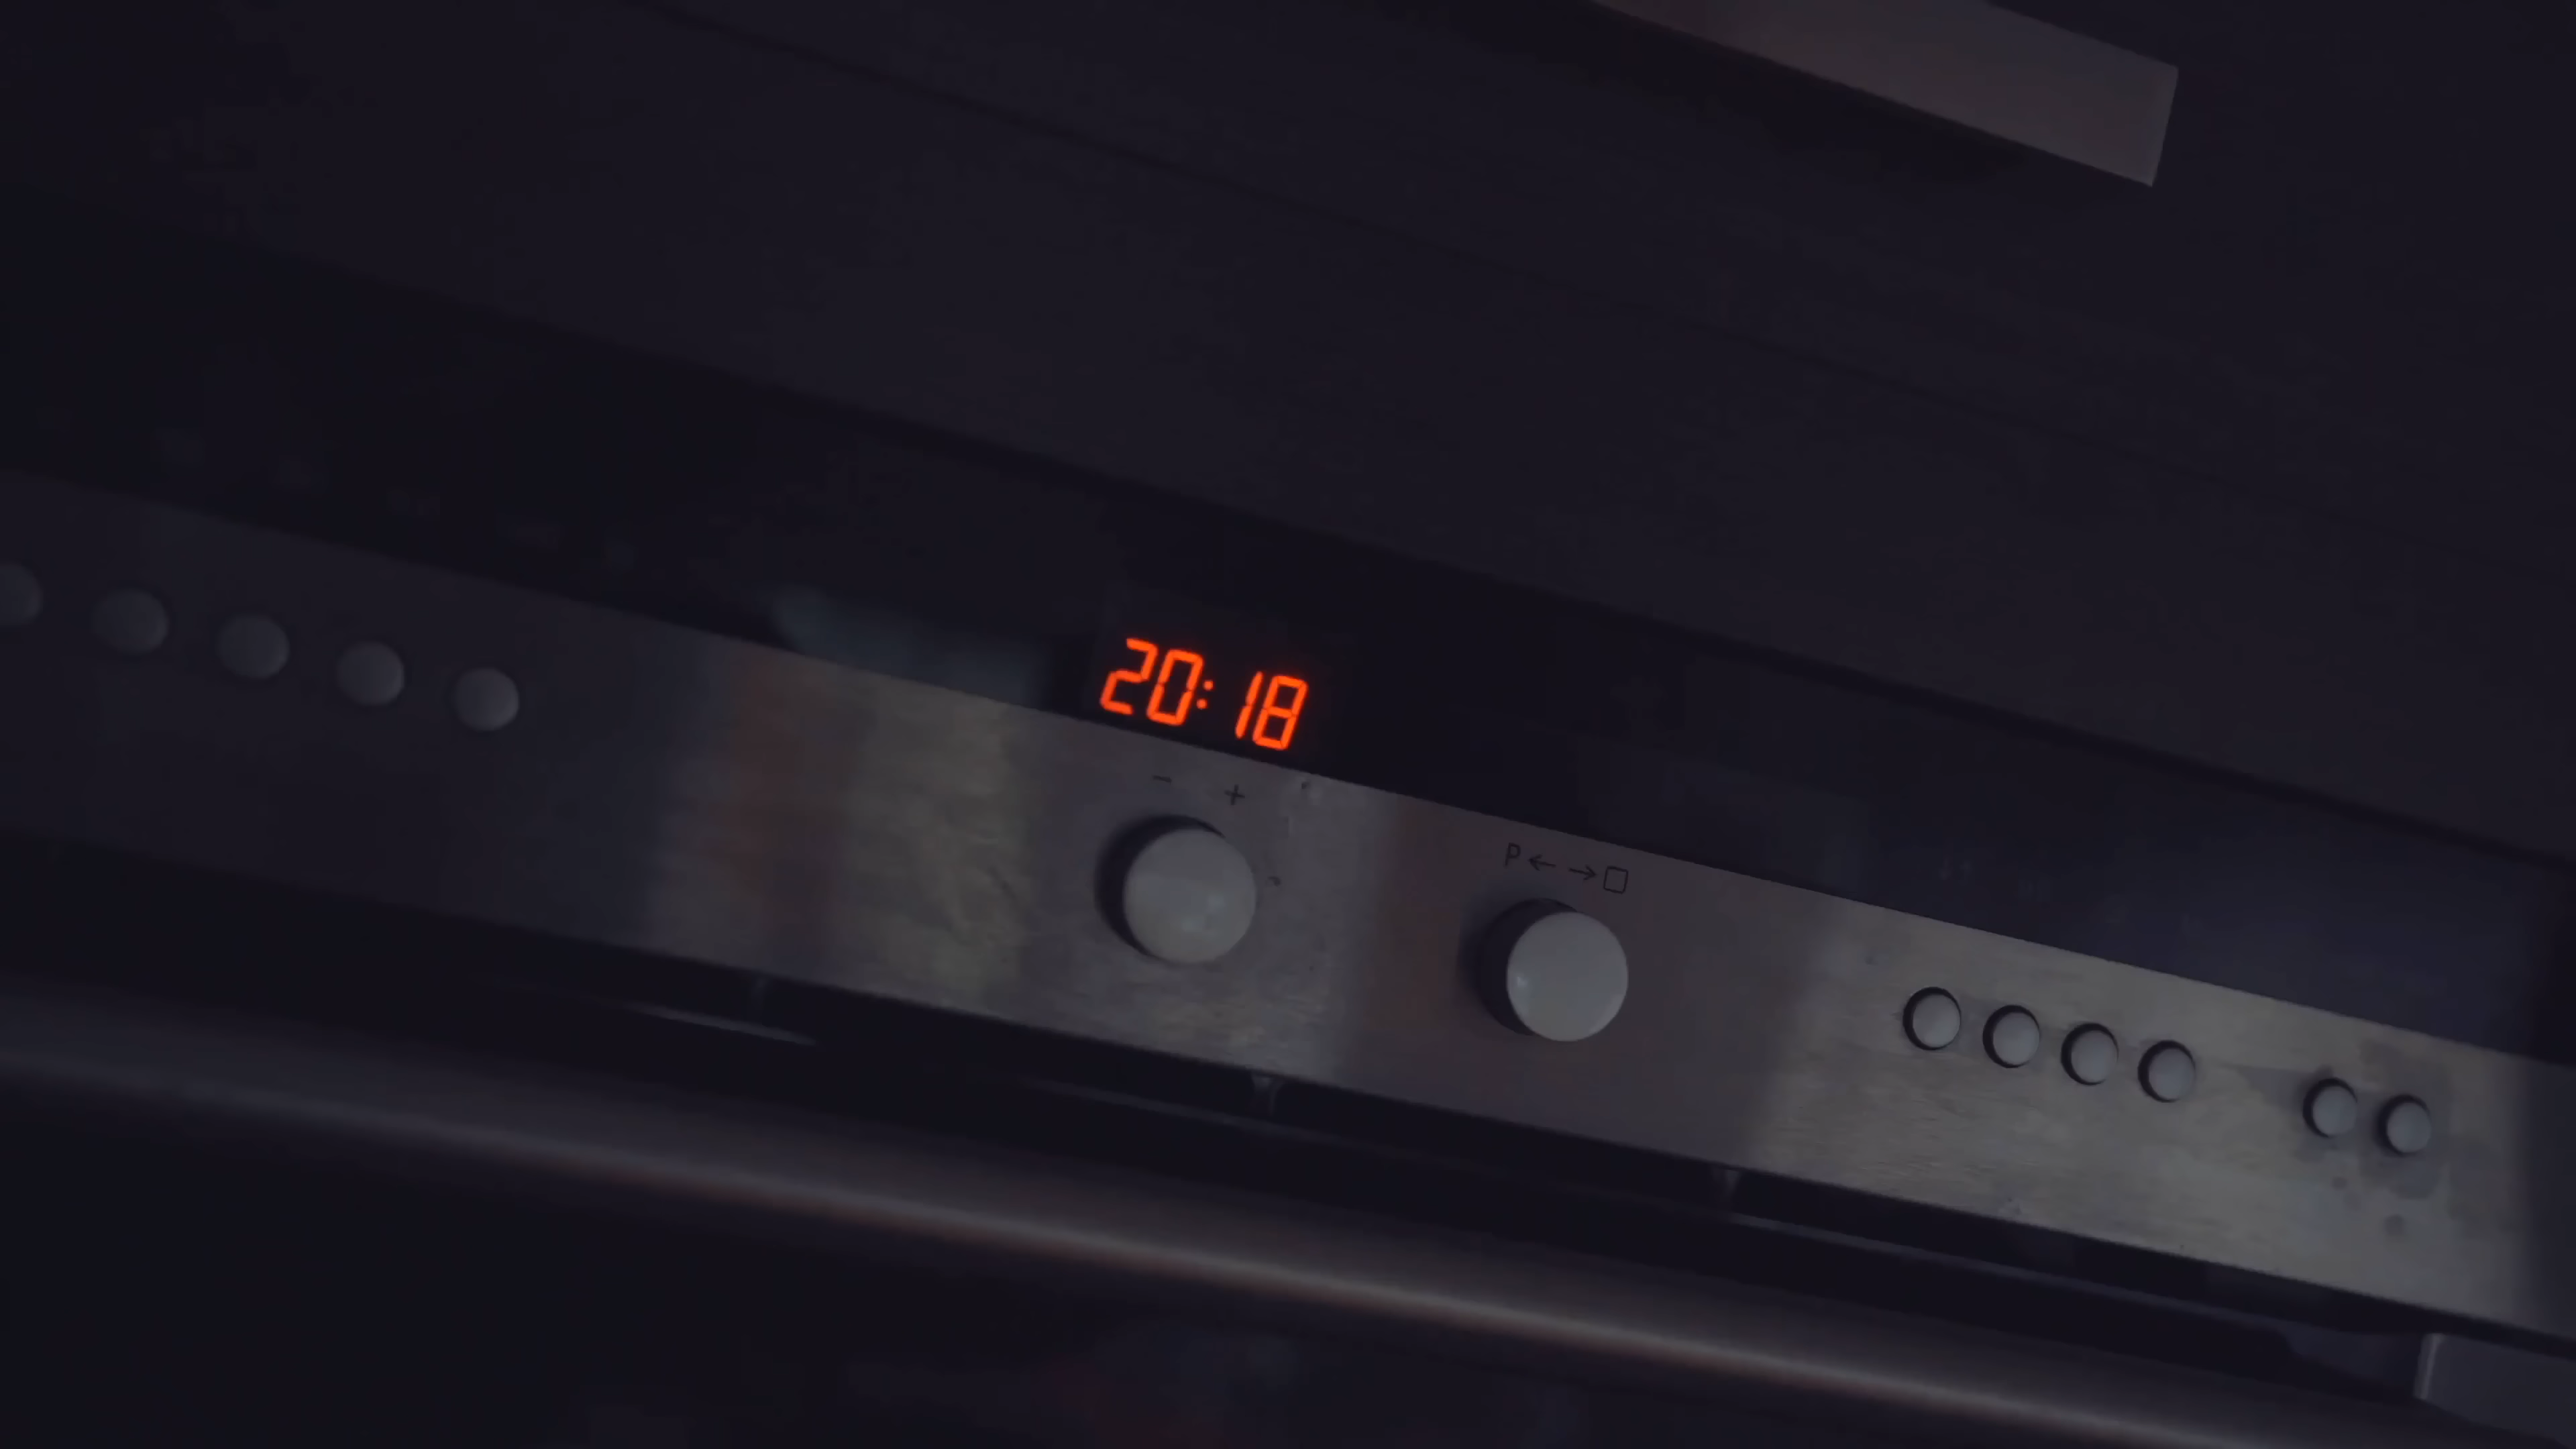 20:18
- +
P ← → □